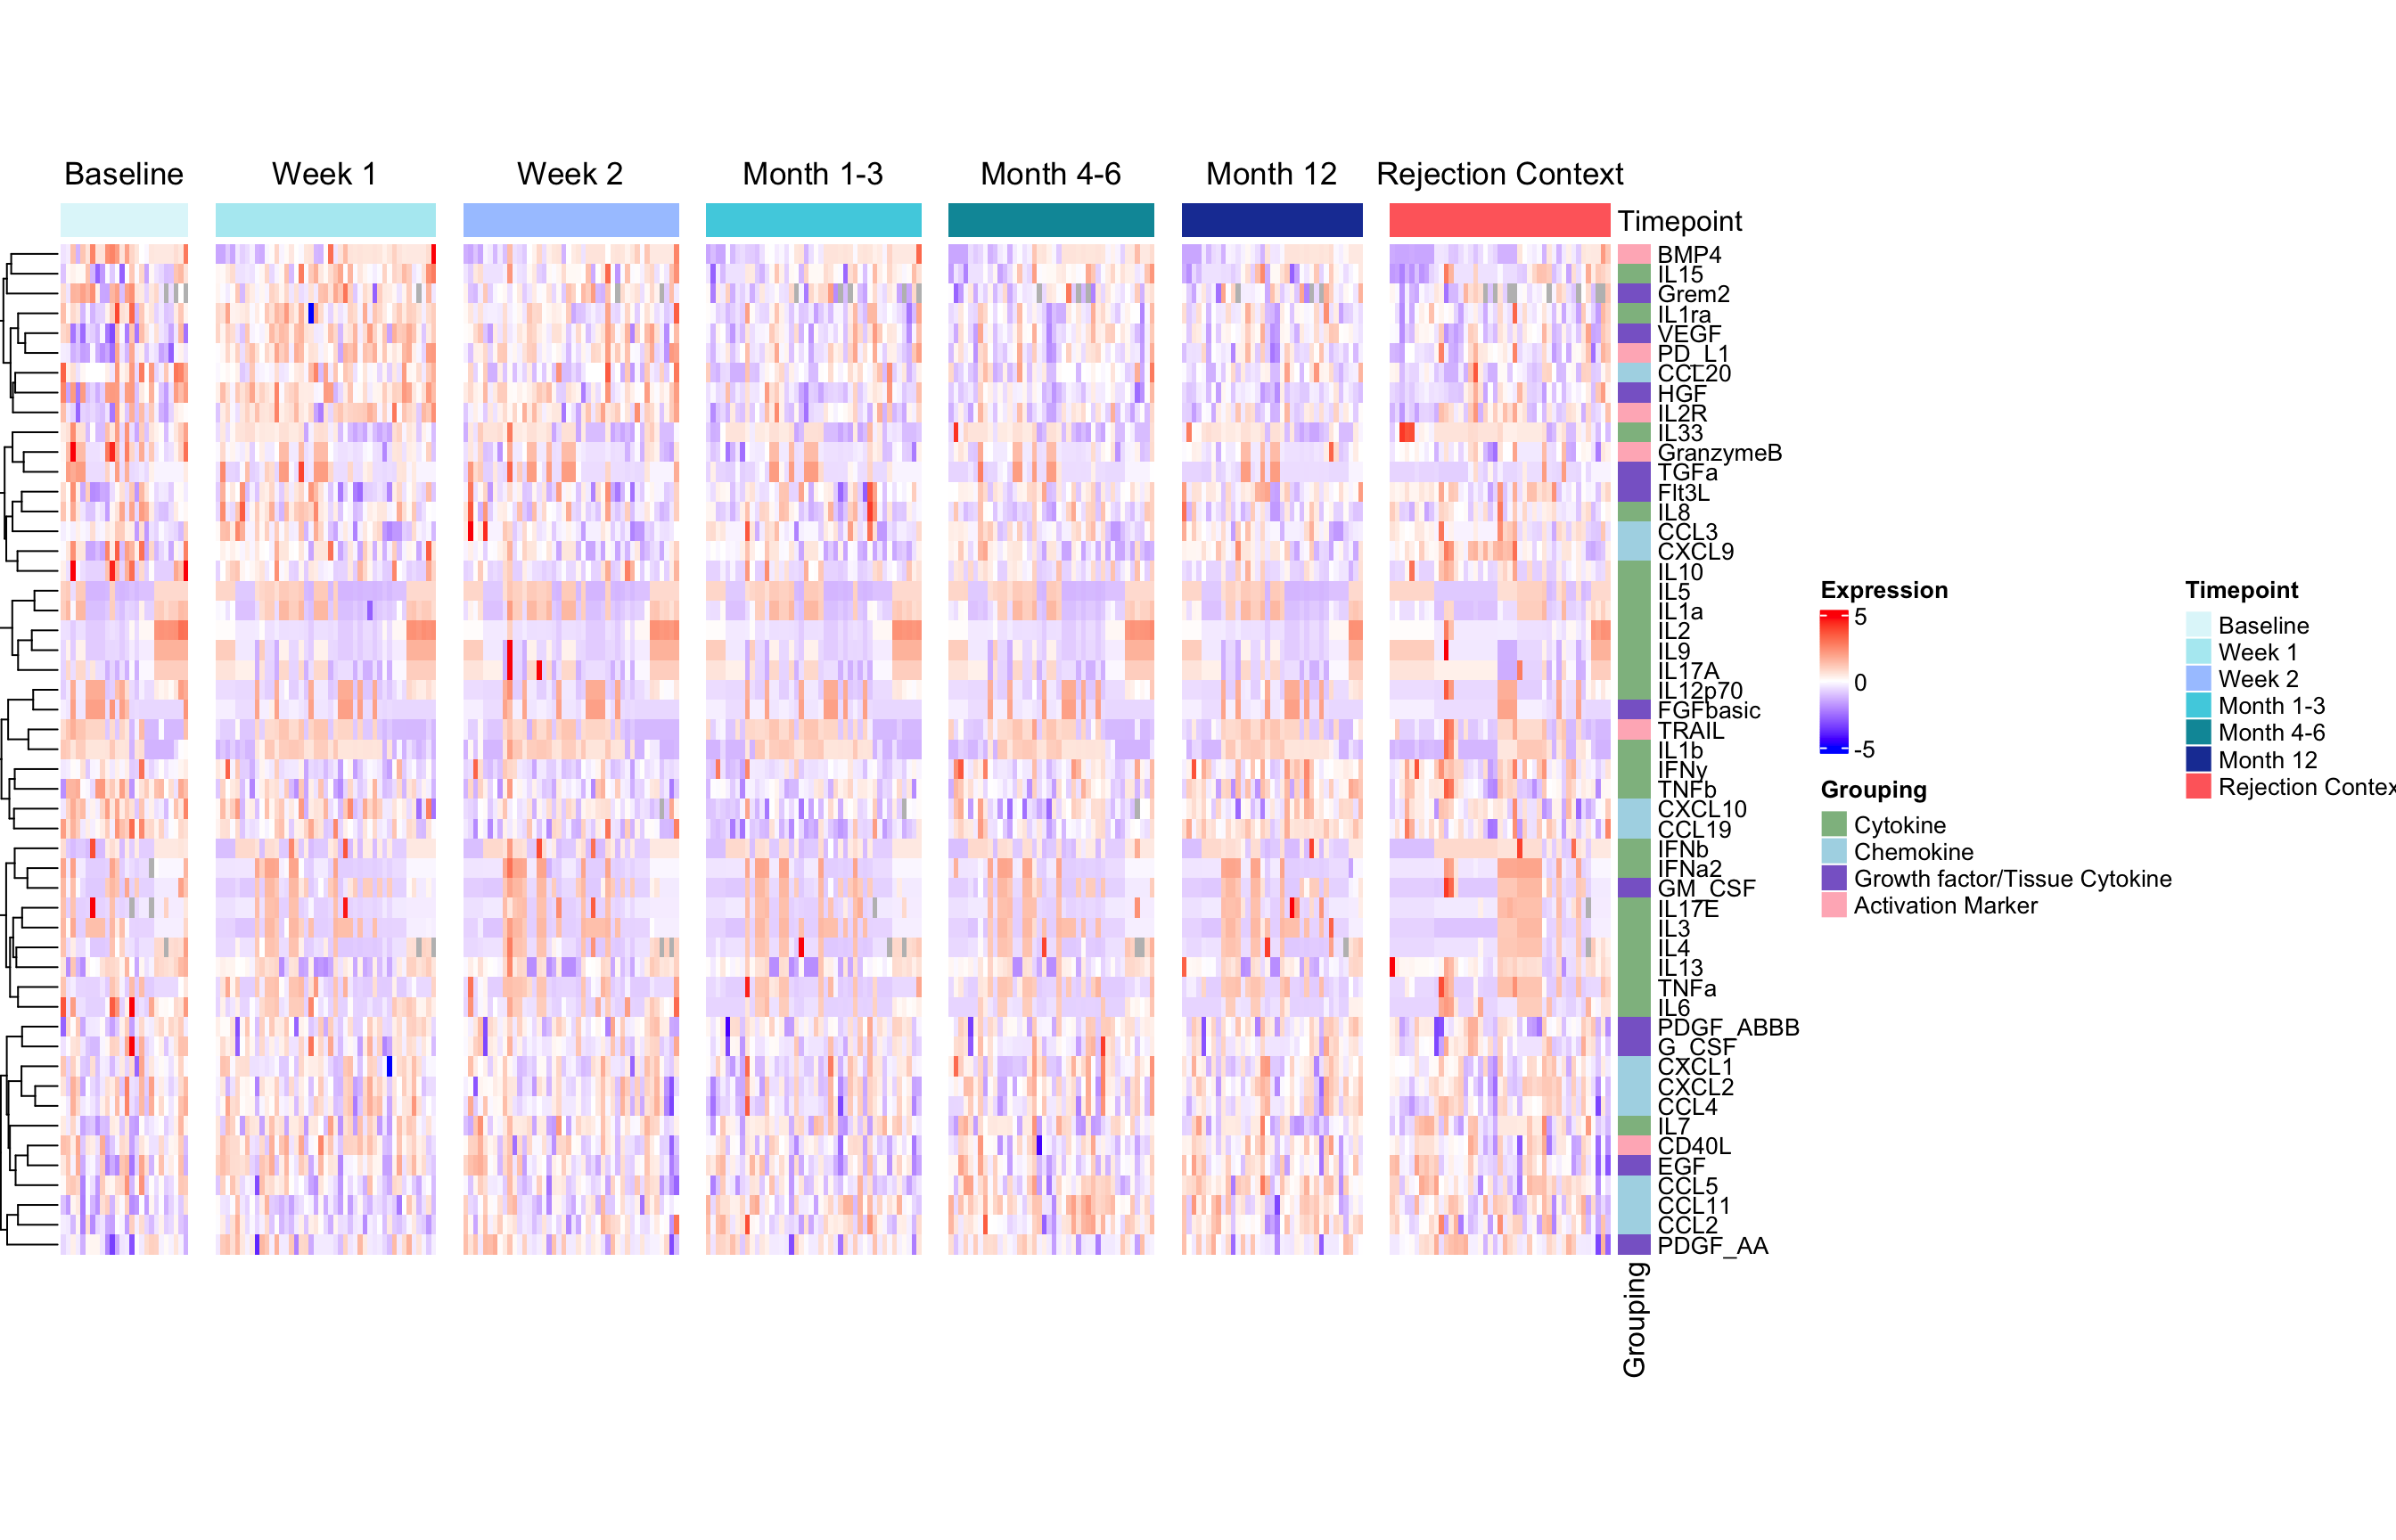 Baseline
Week 1
Week 2
Month 1-3
Month 4-6
Month 12
Rejection Context
Timepoint
BMP4
IL15
Grem2
IL1ra
VEGF
PD_L1
CCL20
HGF
IL2R
IL33
GranzymeB
TGFa
Flt3L
IL8
CCL3
CXCL9
IL10
IL5
IL1a
IL2
IL9
IL17A
IL12p70
FGFbasic
TRAIL
IL1b
IFNy
TNFb
CXCL10
CCL19
IFNb
IFNa2
GM_CSF
IL17E
IL3
IL4
IL13
TNFa
IL6
PDGF_ABBB
G_CSF
CXCL1
CXCL2
CCL4
IL7
CD40L
EGF
CCL5
CCL11
CCL2
PDGF_AA
Grouping
Expression
5
0
-5
Grouping
Cytokine
Chemokine
Growth factor/Tissue Cytokine
Activation Marker
Timepoint
Baseline
Week 1
Week 2
Month 1-3
Month 4-6
Month 12
Rejection Contex